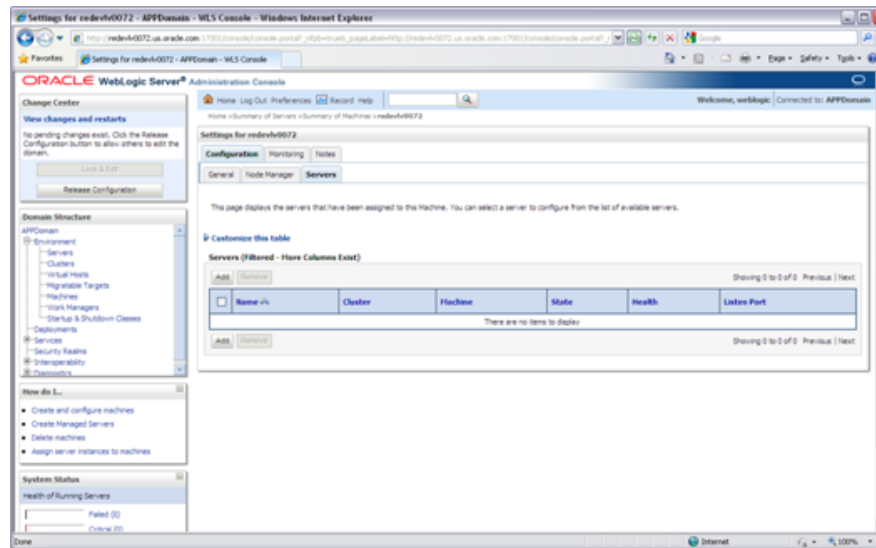 Settings for redevlv0072 - APPDomain - WLS Console - Windows Internet Explorer
Google
Favorites
Settings for redevlv0072 - APPDomain - WLS Console
Page
Safety
Tools
ORACLE WebLogic Server® Administration Console
Change Center
View changes and restarts
No pending changes exist. Click the Release
Configuration button to allow others to edit the
domain.
Lock & Edit
Release Configuration
Domain Structure
APPDomain
Environment
Servers
Clusters
Virtual Hosts
Migratable Targets
Machines
Work Managers
Startup & Shutdown Classes
Deployments
Services
Security Realms
Interoperability
Diagnostics
How do I...
Create and configure machines
Create Managed Servers
Delete machines
Assign server instances to machines
System Status
Health of Running Servers
Failed (0)
Critical (0)
Home Log Out Preferences Record Help
Welcome, weblogic Connected to: APPDomain
Home >Summary of Servers >Summary of Machines >redevlv0072
Settings for redevlv0072
Configuration Monitoring Notes
General Node Manager Servers
This page displays the servers that have been assigned to this Machine. You can select a server to configure from the list of available servers.
Customize this table
Servers (Filtered - More Columns Exist)
Add Remove Showing 0 to 0 of 0 Previous | Next
Name Cluster Machine State Health Listen Port
There are no items to display
Add Remove Showing 0 to 0 of 0 Previous | Next
Done
Internet
100%